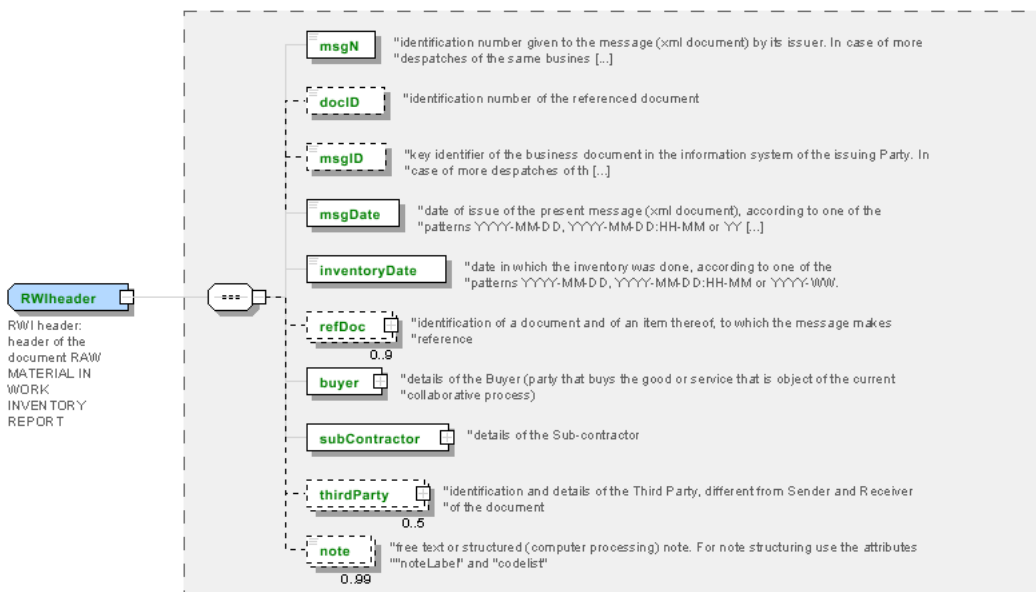 msgN
"identification number given to the message (xml document) by its issuer. In case of more
"despatches of the same busines [...]
docID
"identification number of the referenced document
msgID
"key identifier of the business document in the information system of the issuing Party. In
"case of more despatches of th [...]
msgDate
"date of issue of the present message (xml document), according to one of the
"patterns YYYY-MM-DD, YYYY-MM-DD:HH-MM or YY [...]
inventoryDate
"date in which the inventory was done, according to one of the
"patterns YYYY-MM-DD, YYYY-MM-DD:HH-MM or YYYY-WW.
RWIheader
RWI header:
header of the
document RAW
MATERIAL IN
WORK
INVENTORY
REPORT
refDoc
"identification of a document and of an item thereof, to which the message makes
"reference
0..9
buyer
"details of the Buyer (party that buys the good or service that is object of the current
"collaborative process)
subContractor
"details of the Sub-contractor
thirdParty
"identification and details of the Third Party, different from Sender and Receiver
"of the document
0..5
note
"free text or structured (computer processing) note. For note structuring use the attributes
""noteLabel" and "codelist"
0..99